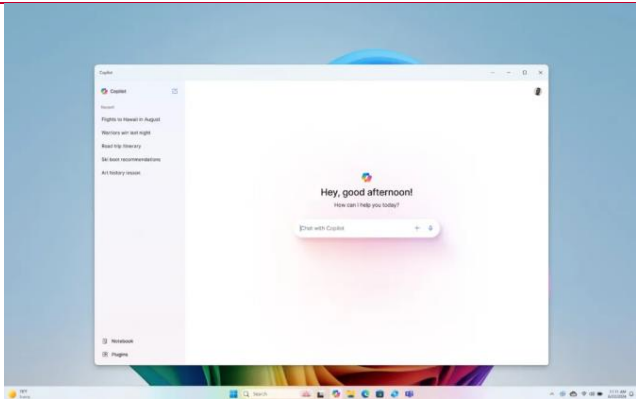 Copilot
Copilot
Recent
Flights to Hawaii in August
Warriors win last night
Road trip itinerary
Ski boot recommendations
Art history lesson
Hey, good afternoon!
How can I help you today?
Chat with Copilot
Notebook
Plugins
Search